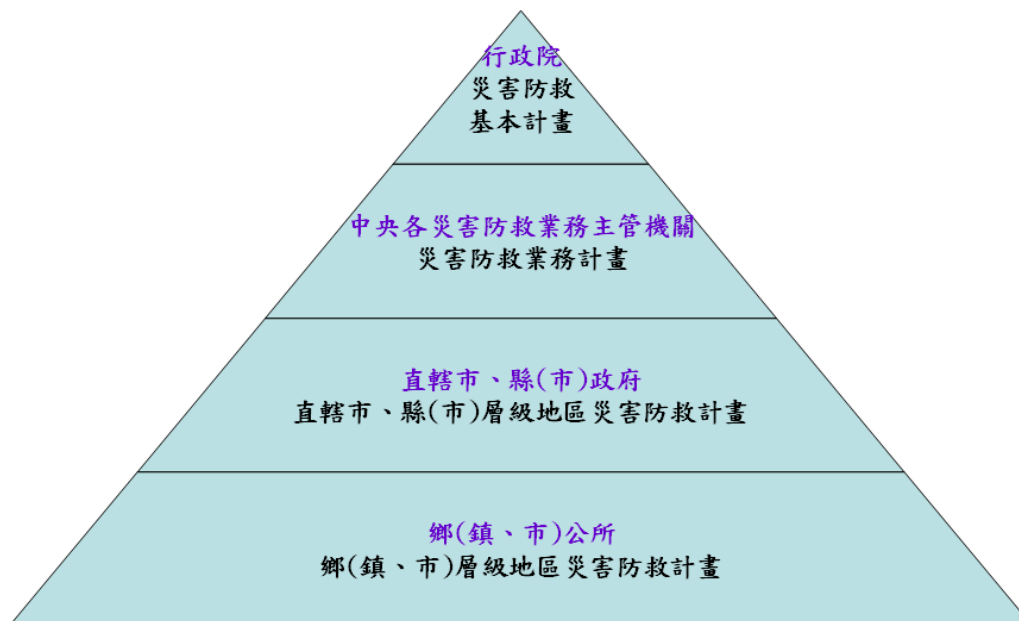 行政院
災害防救
基本計畫
中央各災害防救業務主管機關
災害防救業務計畫
直轄市、縣(市)政府
直轄市、縣(市)層級地區災害防救計畫
鄉(鎮、市)公所
鄉(鎮、市)層級地區災害防救計畫